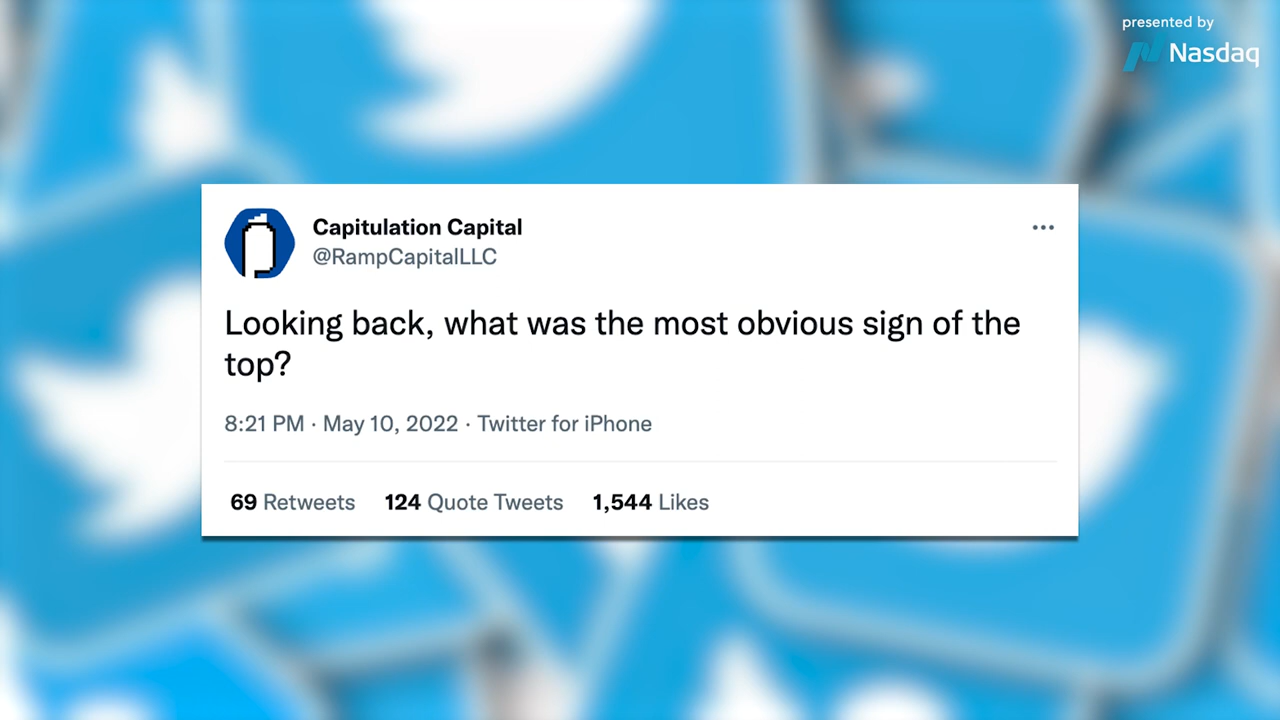 presented by
Nasdaq
Capitulation Capital
@RampCapitalLLC
Looking back, what was the most obvious sign of the
top?
8:21 PM · May 10, 2022 · Twitter for iPhone
69 Retweets 124 Quote Tweets 1,544 Likes